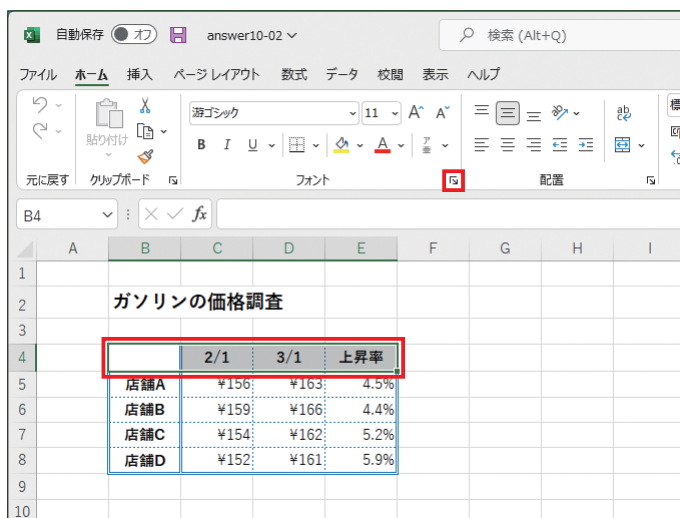 自動保存 オフ answer10-02 検索 (Alt+Q)
ファイル ホーム 挿入 ページ レイアウト 数式 データ 校閲 表示 ヘルプ
貼り付け
游ゴシック 11 A^ A˅
B I U A ア亜
ab
元に戻す クリップボード フォント 配置
B4 fx
A B C D E F G H I
1
2 ガソリンの価格調査
3
4 2/1 3/1 上昇率
5 店舗A ¥156 ¥163 4.5%
6 店舗B ¥159 ¥166 4.4%
7 店舗C ¥154 ¥162 5.2%
8 店舗D ¥152 ¥161 5.9%
9
10